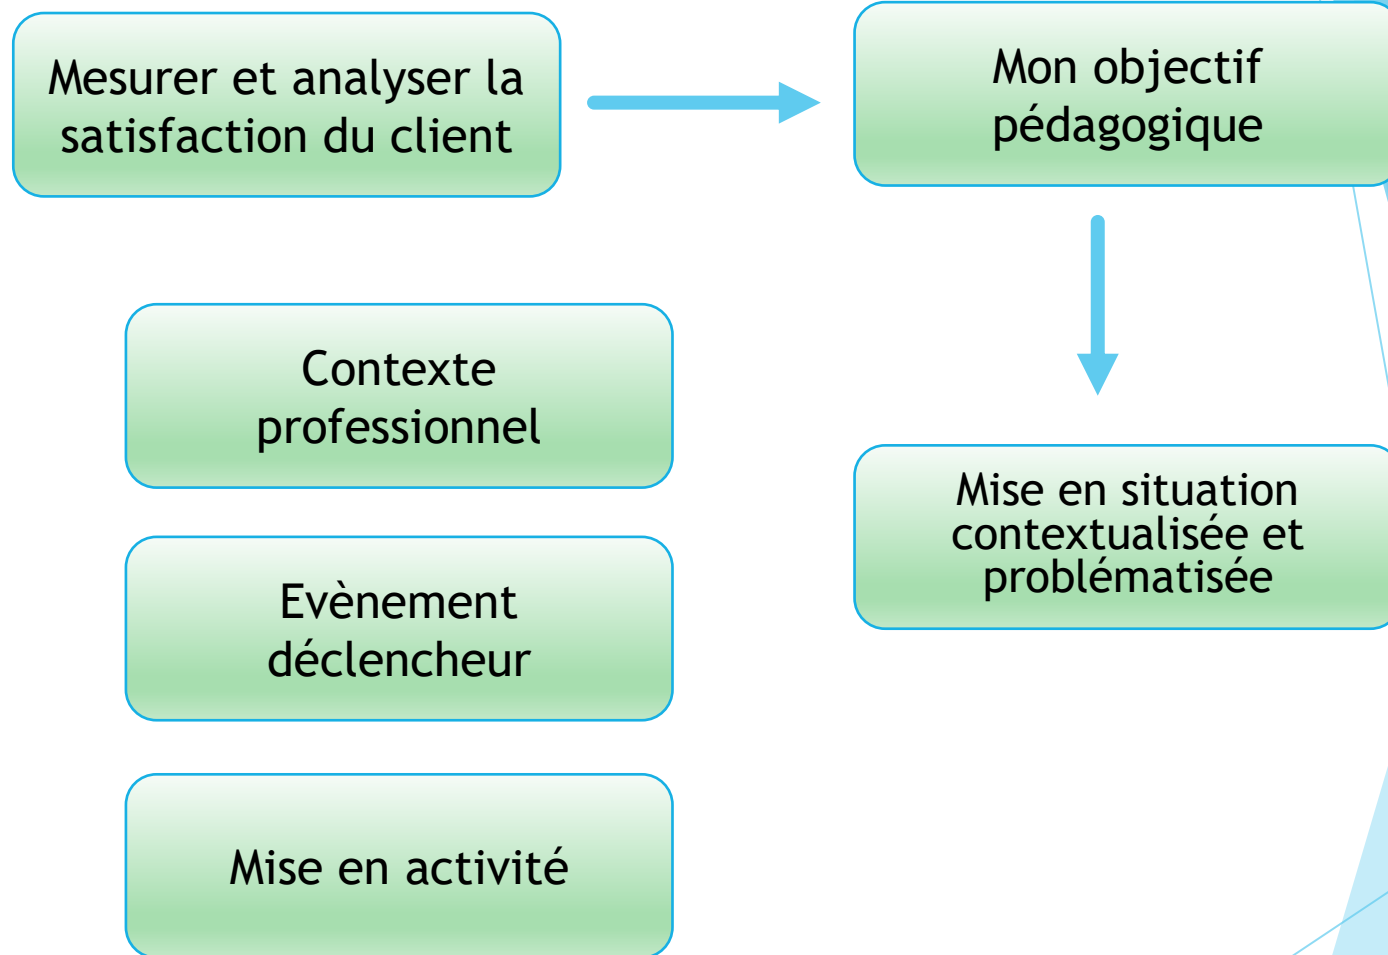 Mesurer et analyser la
satisfaction du client
Mon objectif
pédagogique
Contexte
professionnel
Mise en situation
contextualisée et
problématisée
Evènement
déclencheur
Mise en activité